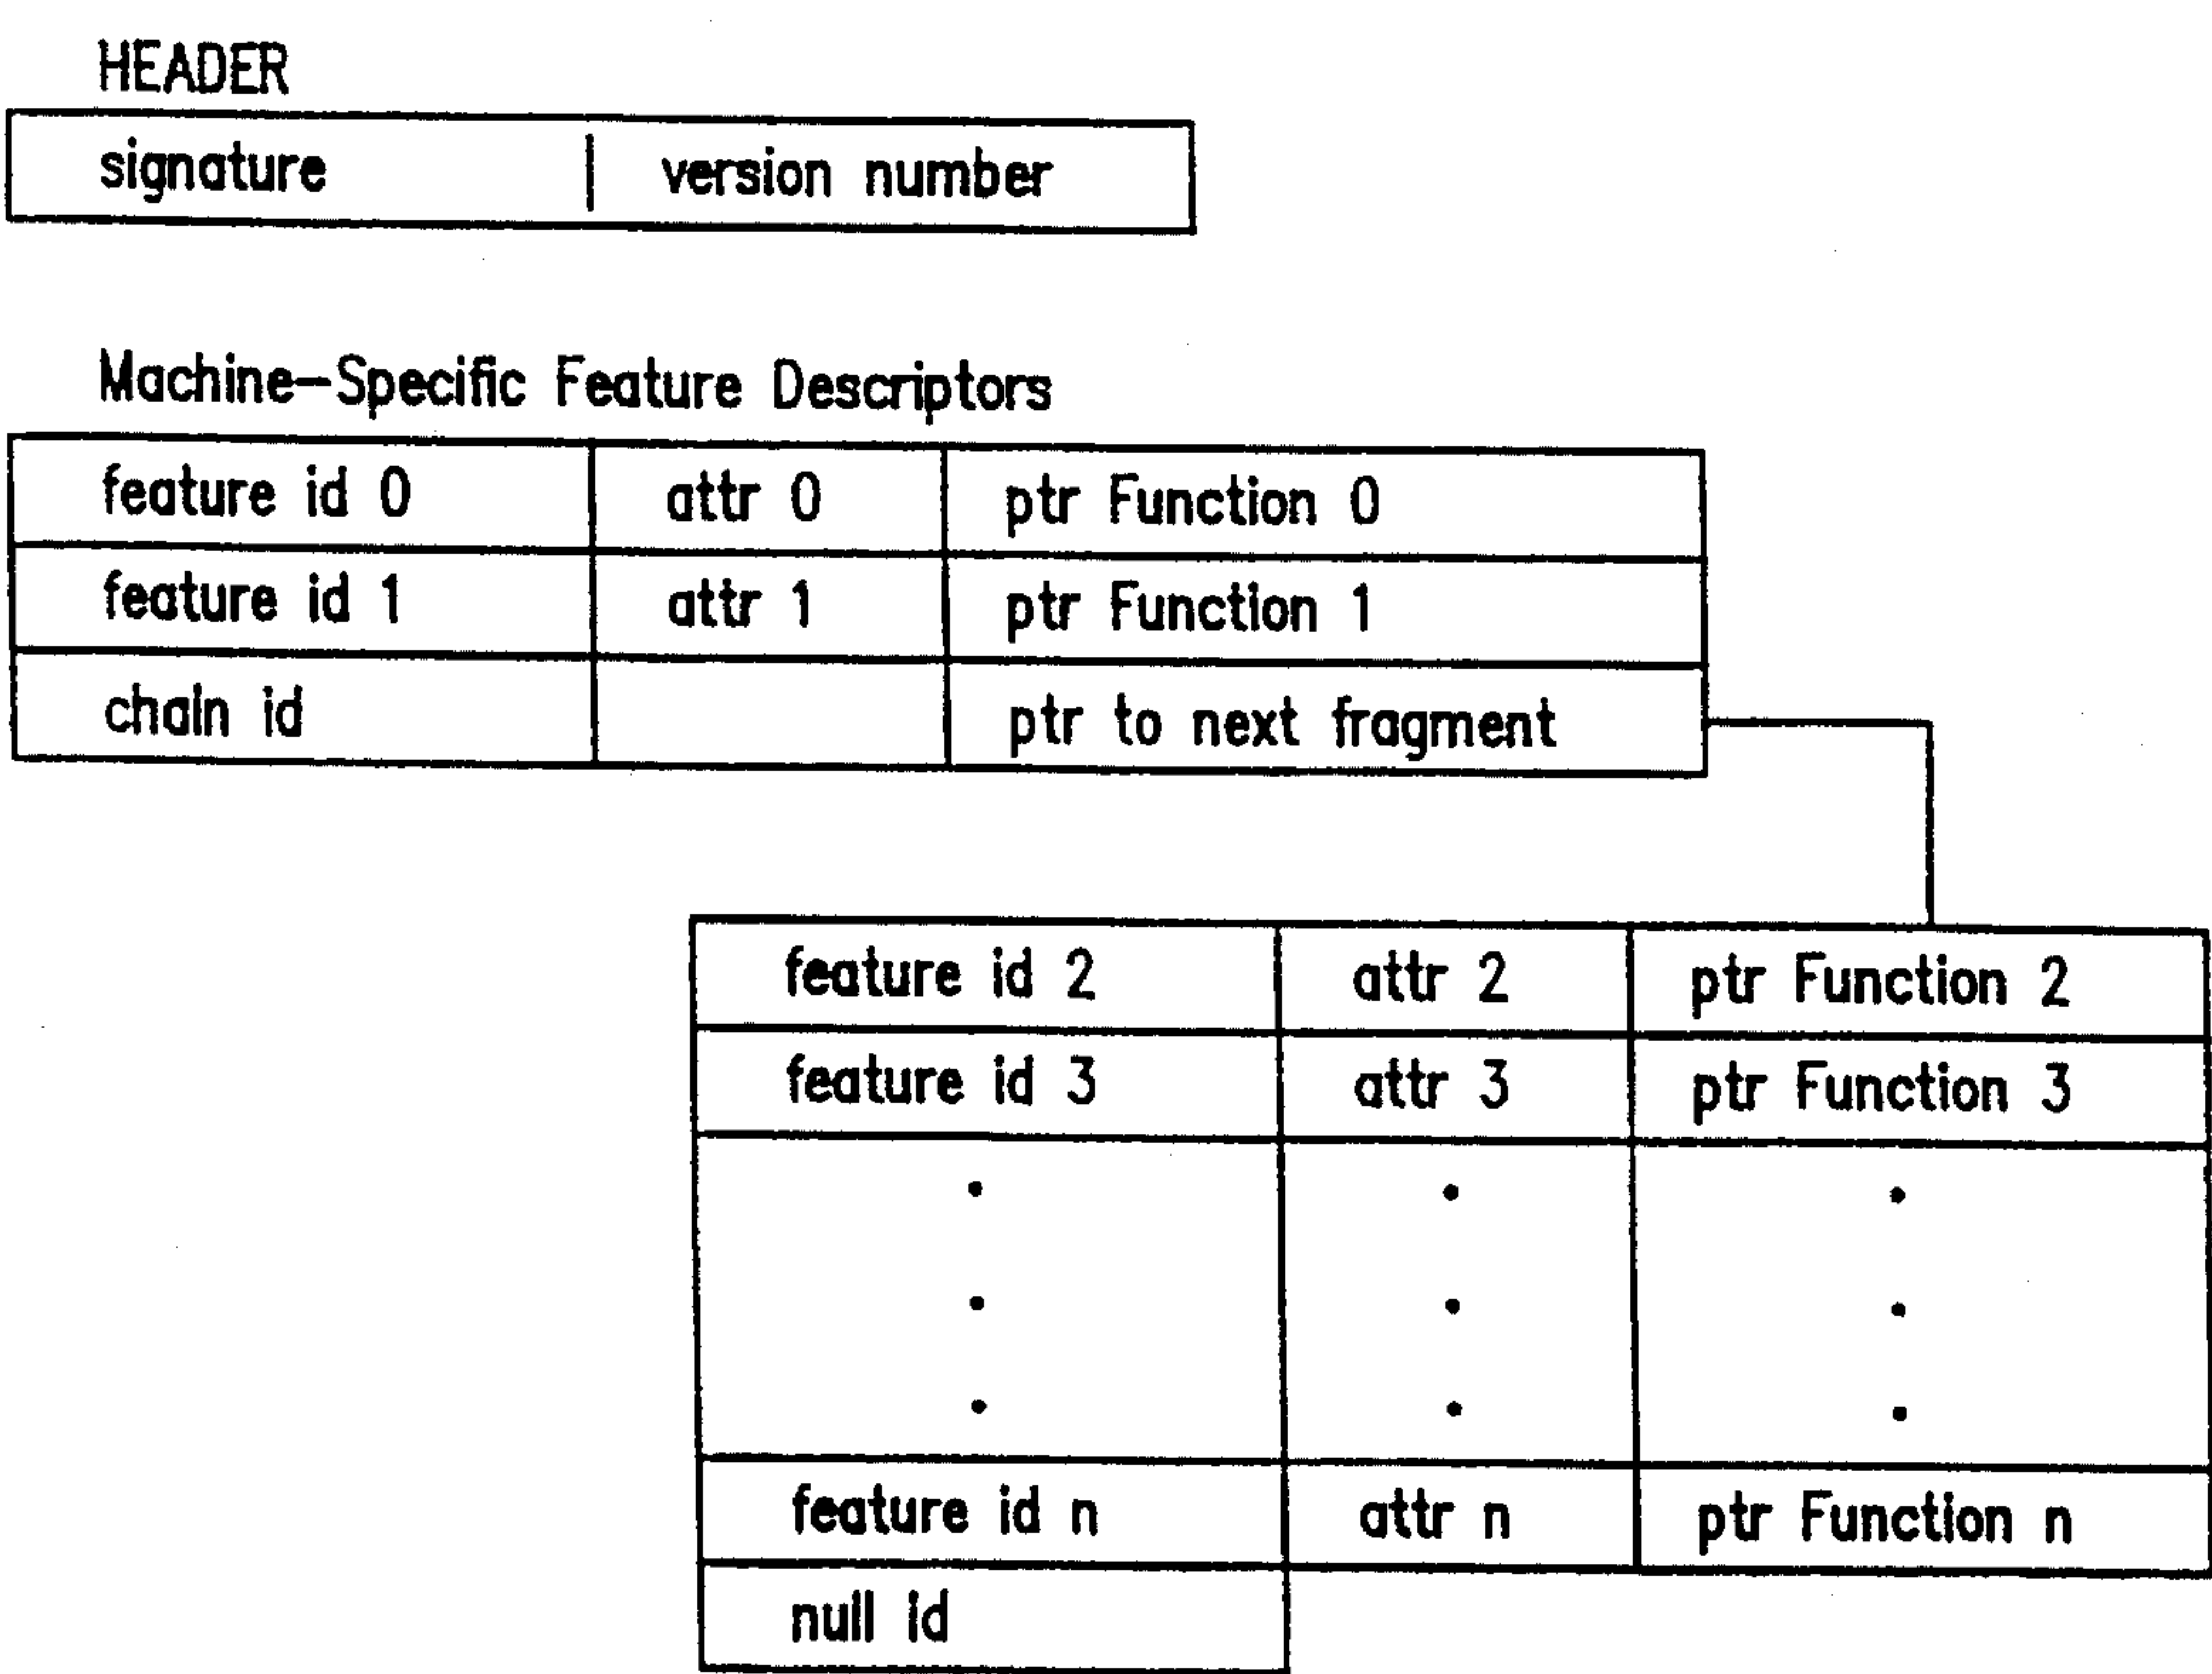 HEADER
signature version number
Machine-Specific Feature Descriptors
feature id 0 attr 0 ptr Function 0
feature id 1 attr 1 ptr Function 1
chain id ptr to next fragment
feature id 2 attr 2 ptr Function 2
feature id 3 attr 3 ptr Function 3
feature id n attr n ptr Function n
null id